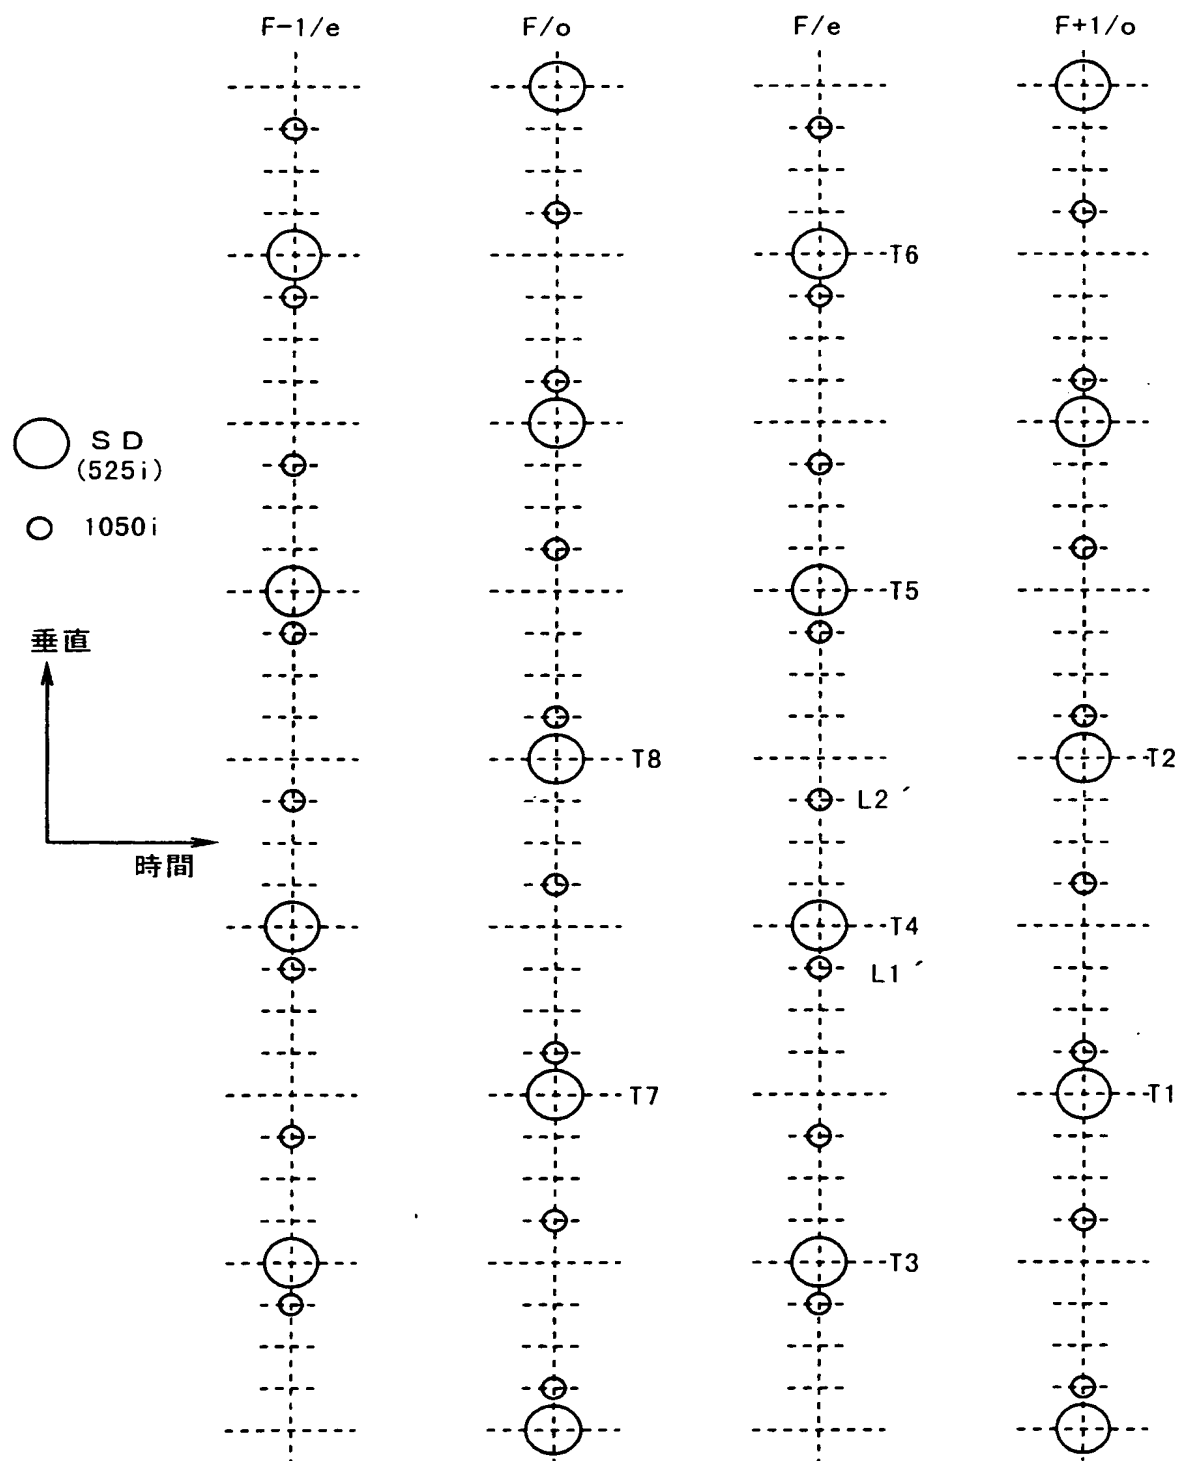 F-1/e F/o F/e F+1/o
T6
SD
(525i)
1050i
T5
垂直
T8 T2
L2´
時間
T4
L1´
T7 T1
T3